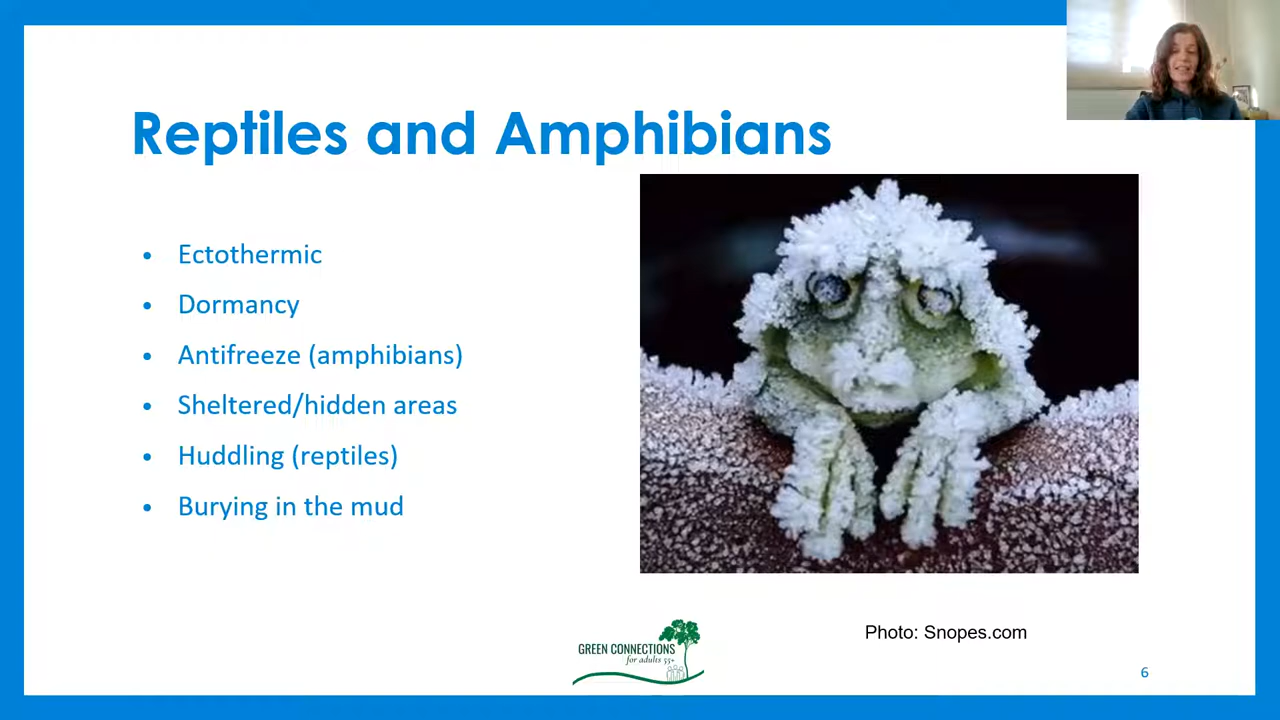 Reptiles and Amphibians
• Ectothermic
• Dormancy
• Antifreeze (amphibians)
• Sheltered/hidden areas
• Huddling (reptiles)
• Burying in the mud
GREEN CONNECTIONS
for adults 55+
Photo: Snopes.com
6